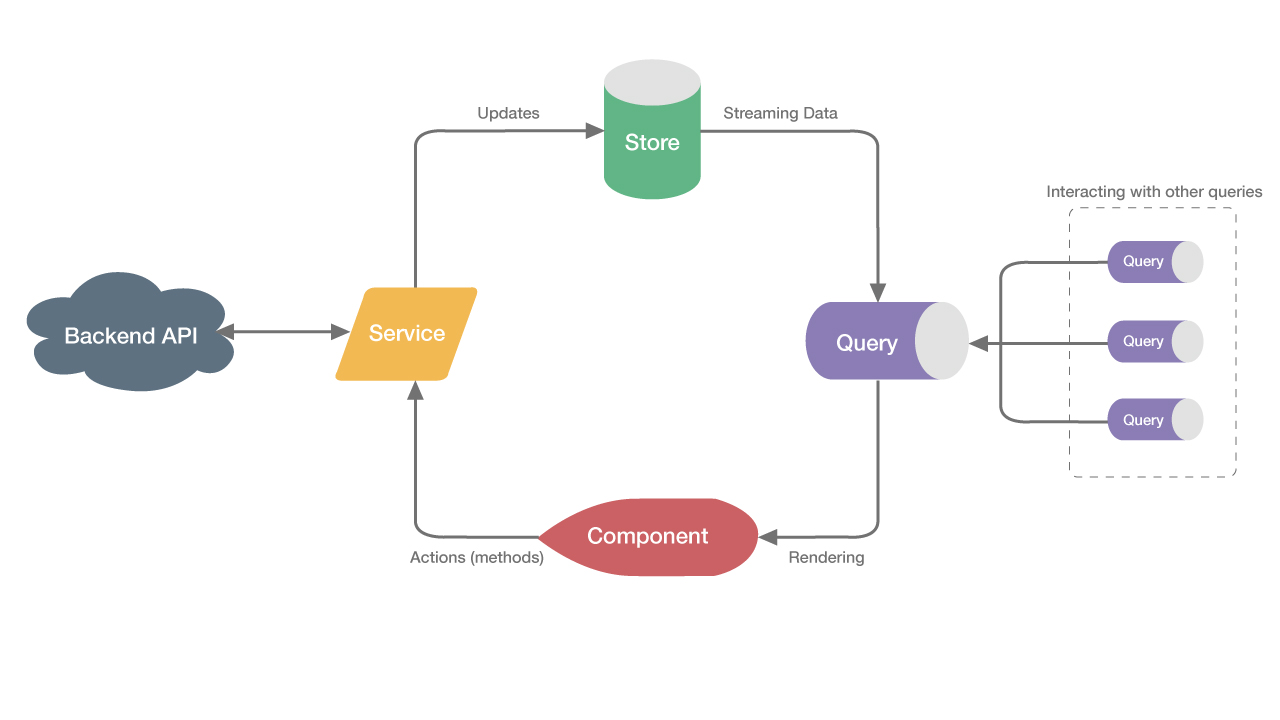 Updates
Streaming Data
Store
Interacting with other queries
Query
Backend API
Service
Query
Query
Query
Component
Actions (methods)
Rendering